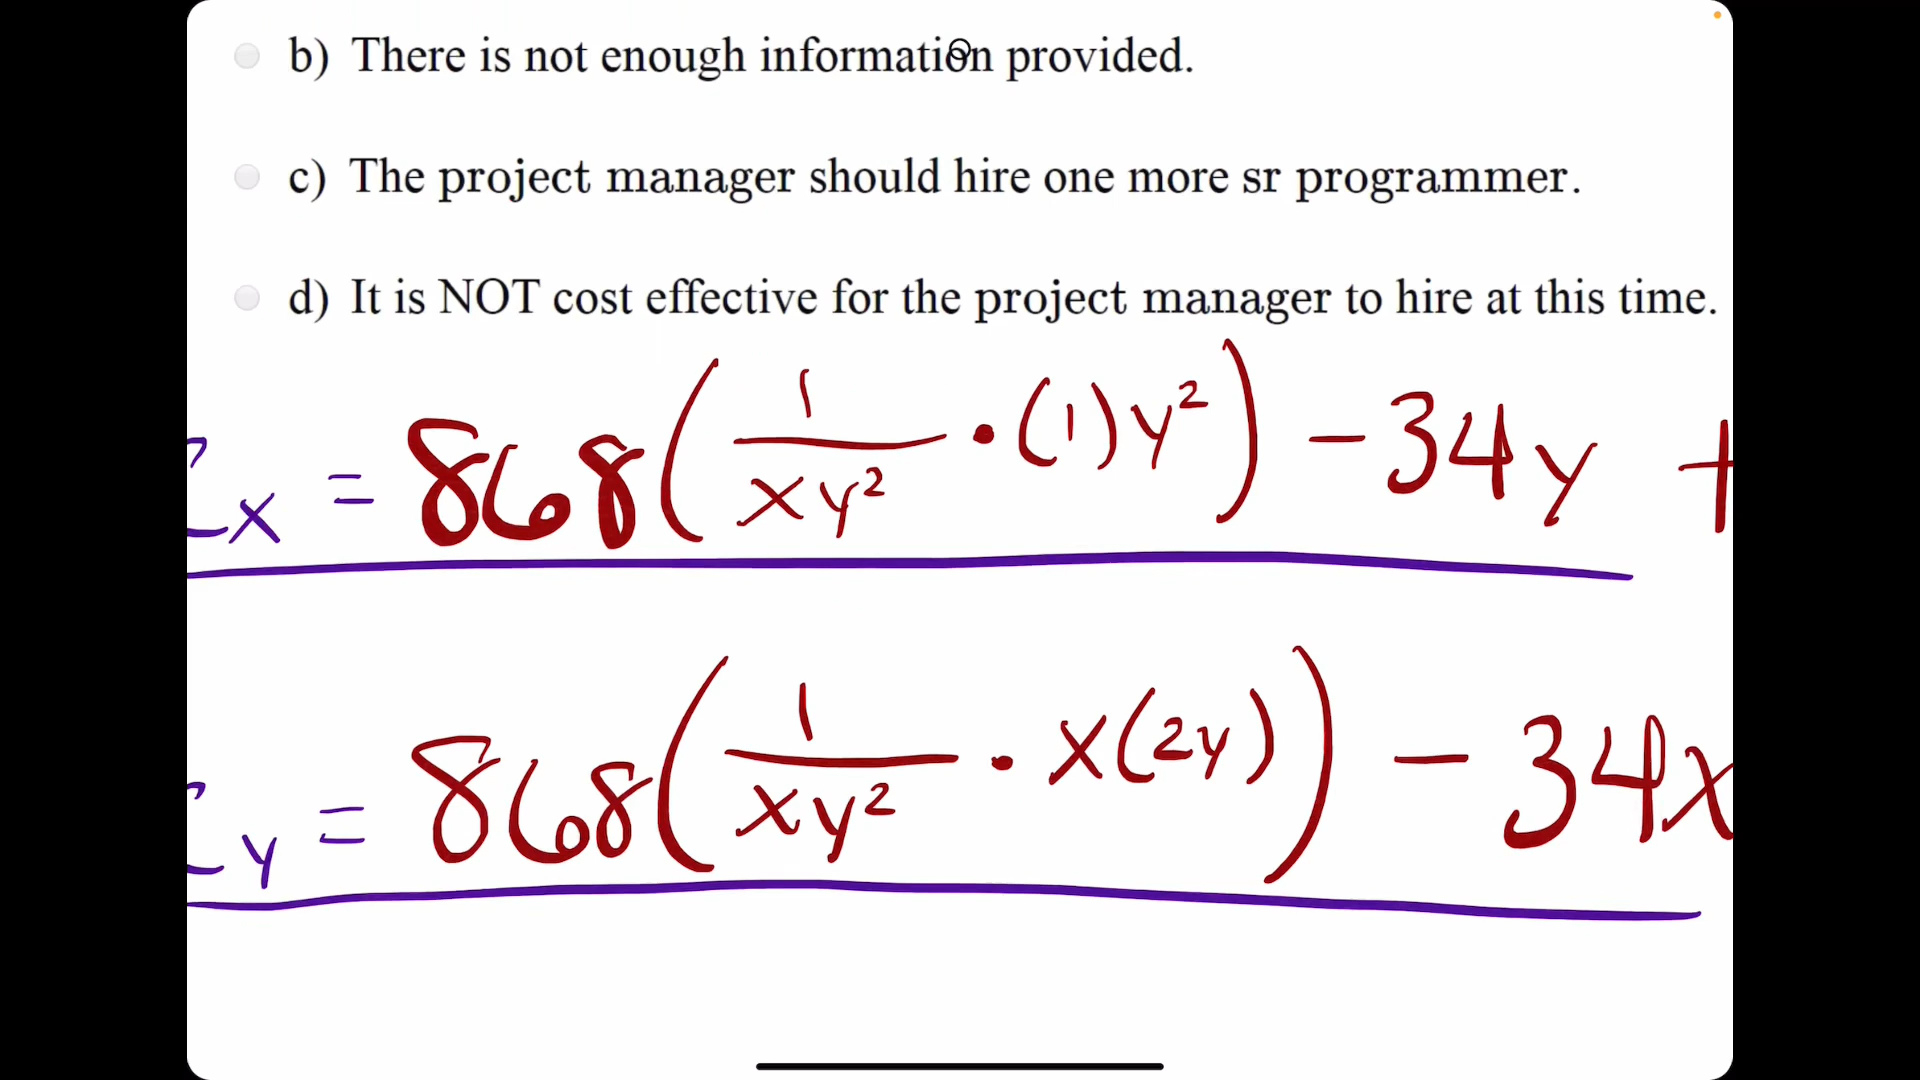 b) There is not enough information provided.
c) The project manager should hire one more sr programmer.
d) It is NOT cost effective for the project manager to hire at this time.
x = 868(1/xy² • (1)y²) - 34y +
y = 868(1/xy² • x(2y)) - 34x